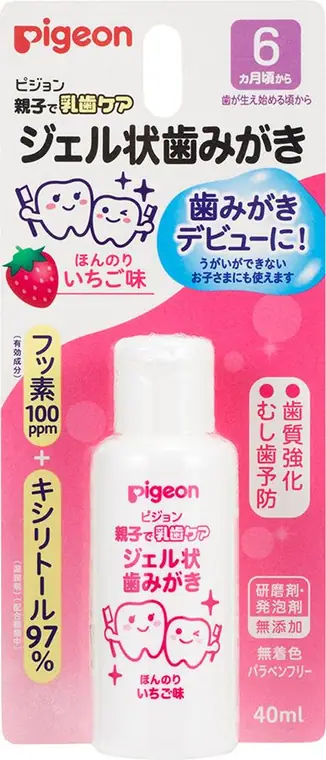 pigeon
6
カ月頃から
歯が生え始める頃から
ピジョン
親子で乳歯ケア
ジェル状歯みがき
ほんのり
いちご味
歯みがき
デビューに!
うがいができない
お子さまにも使えます
フッ素
100ppm
(有効成分)
+
キシリトール97%
(湿潤剤)(配合糖類中)
歯質強化
むし歯予防
研磨剤・
発泡剤
無添加
無着色
パラベンフリー
40ml
pigeon
ピジョン
親子で乳歯ケア
ジェル状
歯みがき
ほんのり
いちご味